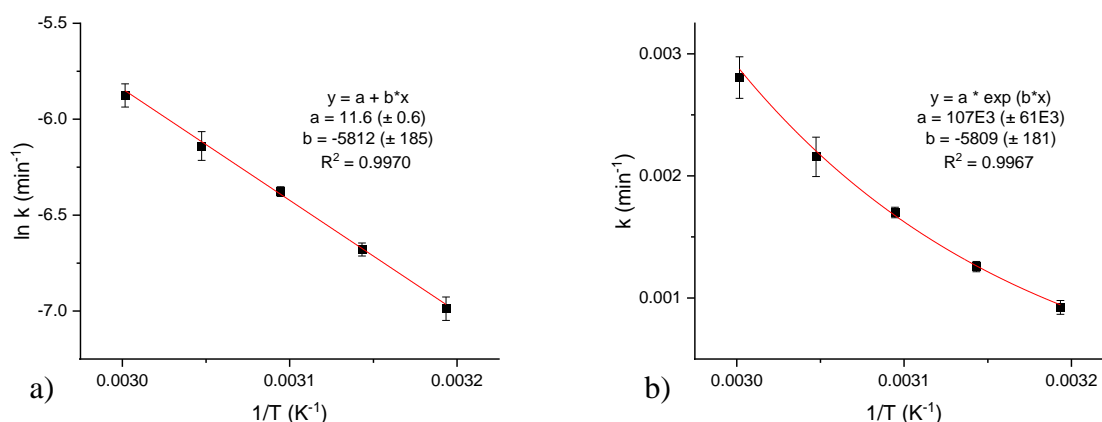 -5.5
-6.0
-6.5
-7.0
ln k (min⁻¹)
y = a + b*x
a = 11.6 (± 0.6)
b = -5812 (± 185)
R² = 0.9970
0.0030
0.0031
0.0032
1/T (K⁻¹)
a)
0.003
0.002
0.001
k (min⁻¹)
y = a * exp (b*x)
a = 107E3 (± 61E3)
b = -5809 (± 181)
R² = 0.9967
0.0030
0.0031
0.0032
1/T (K⁻¹)
b)